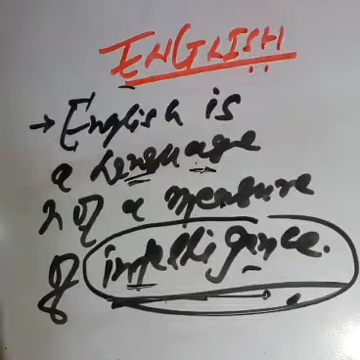 ENGLISH
→ English is
a language
not a measure
of intelligence.